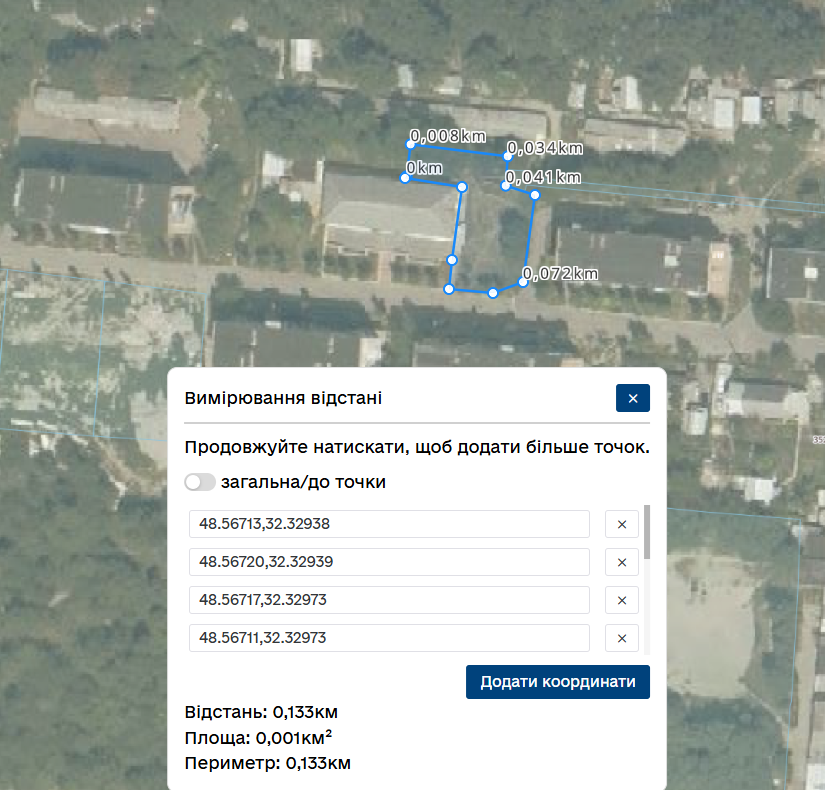 0,008km
0,034km
0km
0,041km
0,072km
Вимірювання відстані
×
Продовжуйте натискати, щоб додати більше точок.
загальна/до точки
48.56713,32.32938 ×
48.56720,32.32939 ×
48.56717,32.32973 ×
48.56711,32.32973 ×
Додати координати
Відстань: 0,133км
Площа: 0,001км²
Периметр: 0,133км